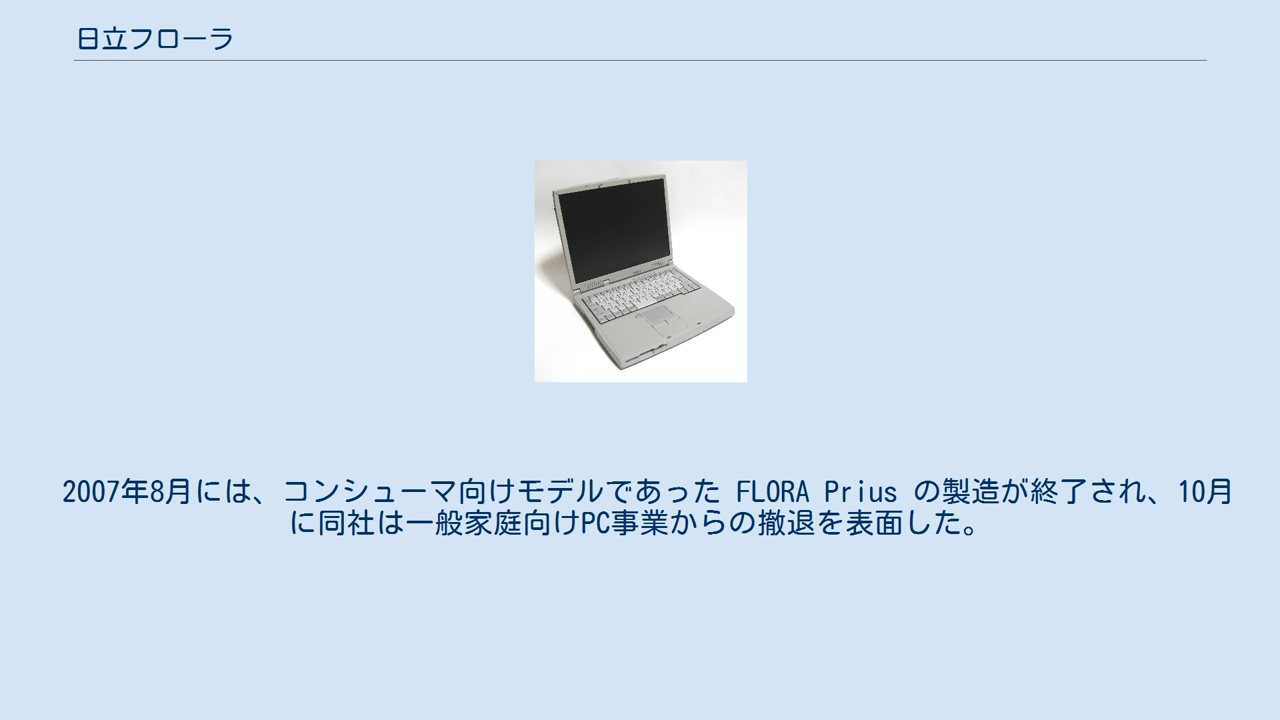 日立フローラ
2007年8月には、コンシューマ向けモデルであった FLORA Prius の製造が終了され、10月
に同社は一般家庭向けPC事業からの撤退を表面した。